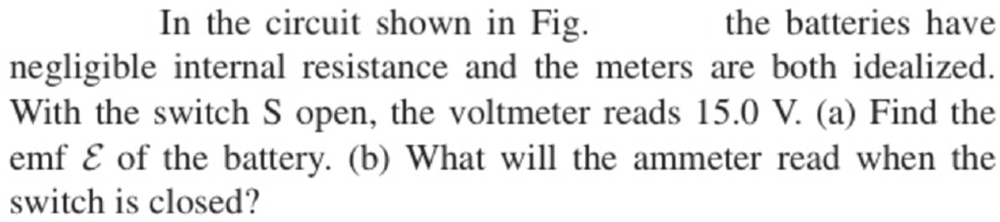 In the circuit shown in Fig. the batteries have
negligible internal resistance and the meters are both idealized.
With the switch S open, the voltmeter reads 15.0 V. (a) Find the
emf ℰ of the battery. (b) What will the ammeter read when the
switch is closed?